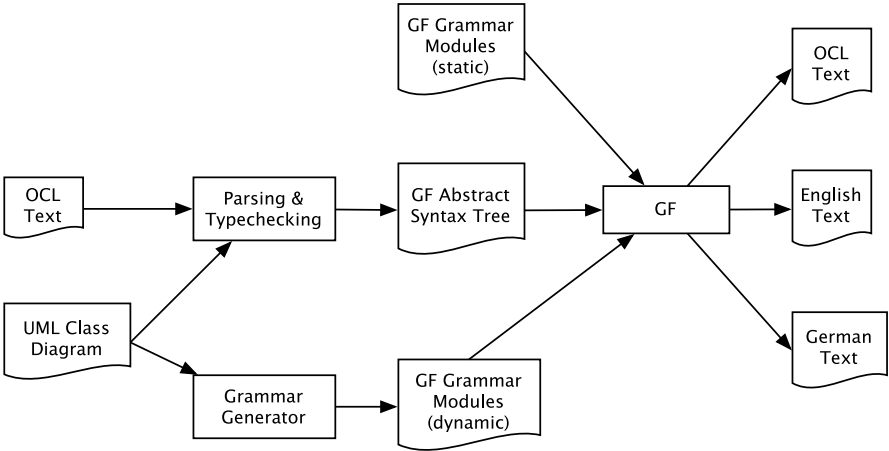 GF Grammar
Modules
(static)
OCL
Text
OCL
Text
Parsing &
Typechecking
GF Abstract
Syntax Tree
GF
English
Text
UML Class
Diagram
German
Text
Grammar
Generator
GF Grammar
Modules
(dynamic)